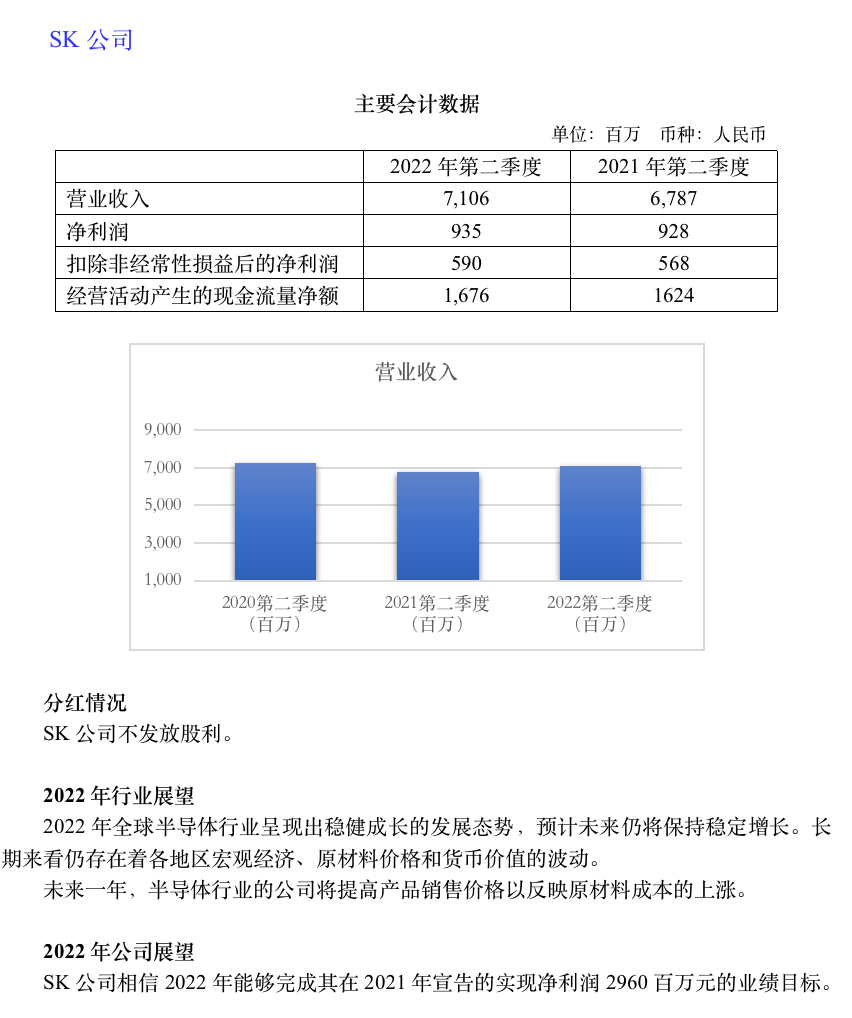 SK 公司
主要会计数据
单位：百万 币种：人民币
2022 年第二季度 2021 年第二季度
营业收入 7,106 6,787
净利润 935 928
扣除非经常性损益后的净利润 590 568
经营活动产生的现金流量净额 1,676 1624
营业收入
9,000
7,000
5,000
3,000
1,000
2020第二季度 2021第二季度 2022第二季度
（百万） （百万） （百万）
分红情况
SK 公司不发放股利。
2022 年行业展望
2022 年全球半导体行业呈现出稳健成长的发展态势，预计未来仍将保持稳定增长。长
期来看仍存在着各地区宏观经济、原材料价格和货币价值的波动。
未来一年，半导体行业的公司将提高产品销售价格以反映原材料成本的上涨。
2022 年公司展望
SK 公司相信 2022 年能够完成其在 2021 年宣告的实现净利润 2960 百万元的业绩目标。